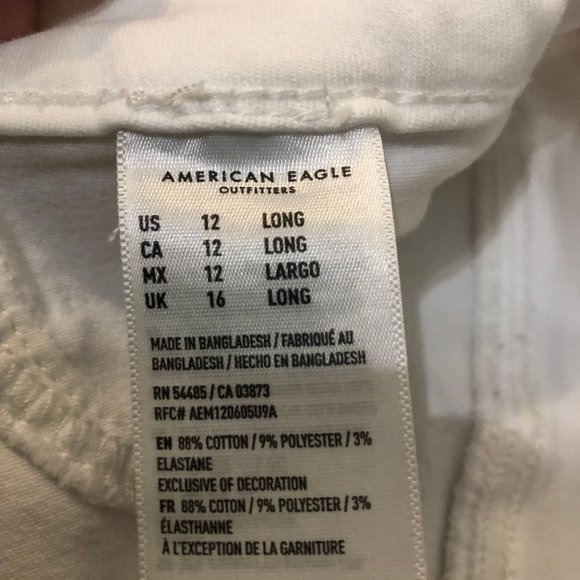 AMERICAN EAGLE
OUTFITTERS
US 12 LONG
CA 12 LONG
MX 12 LARGO
UK 16 LONG
MADE IN BANGLADESH / FABRIQUÉ AU
BANGLADESH / HECHO EN BANGLADESH
RN 54485 / CA 03873
RFC# AEM120605U9A
EN 88% COTTON / 9% POLYESTER / 3%
ELASTANE
EXCLUSIVE OF DECORATION
FR 88% COTON / 9% POLYESTER / 3%
ÉLASTHANNE
À L'EXCEPTION DE LA GARNITURE